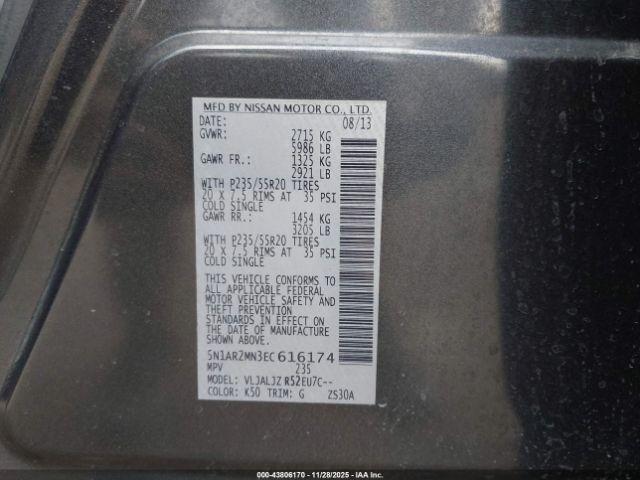 MFD BY NISSAN MOTOR CO., LTD.
DATE: 08/13
GVWR: 2715 KG
5986 LB
GAWR FR.: 1325 KG
2921 LB
WITH P235/55R20 TIRES
20 X 7.5 RIMS AT 35 PSI
COLD SINGLE
GAWR RR.: 1454 KG
3205 LB
WITH P235/55R20 TIRES
20 X 7.5 RIMS AT 35 PSI
COLD SINGLE
THIS VEHICLE CONFORMS TO
ALL APPLICABLE FEDERAL
MOTOR VEHICLE SAFETY AND
THEFT PREVENTION
STANDARDS IN EFFECT ON
THE DATE OF MANUFACTURE
SHOWN ABOVE.
5N1AR2MN3EC616174
MPV 235
MODEL: VLJALJZ R52EU7C--
COLOR: K50 TRIM: G ZS30A
000-43806170 - 11/28/2025 - IAA Inc.